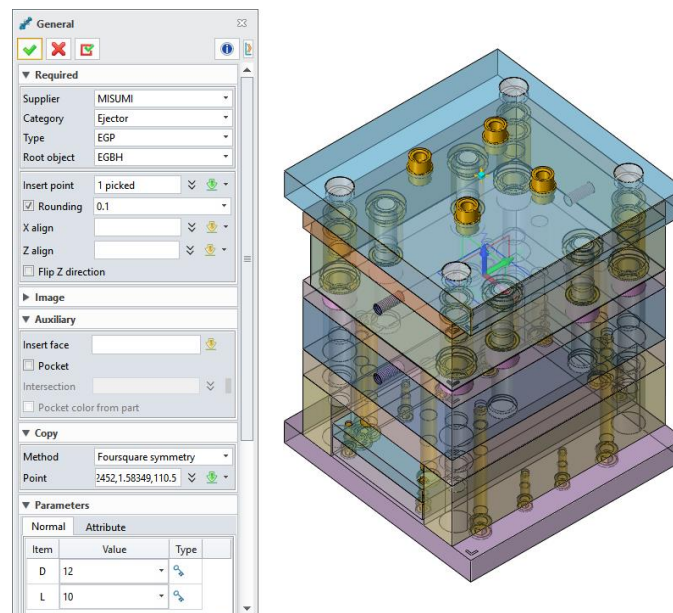 General
Required
Supplier MISUMI
Category Ejector
Type EGP
Root object EGBH
Insert point 1 picked
Rounding 0.1
X align
Z align
Flip Z direction
Image
Auxiliary
Insert face
Pocket
Intersection
Pocket color from part
Copy
Method Foursquare symmetry
Point 2452,1.58349,110.5
Parameters
Normal Attribute
Item Value Type
D 12
L 10